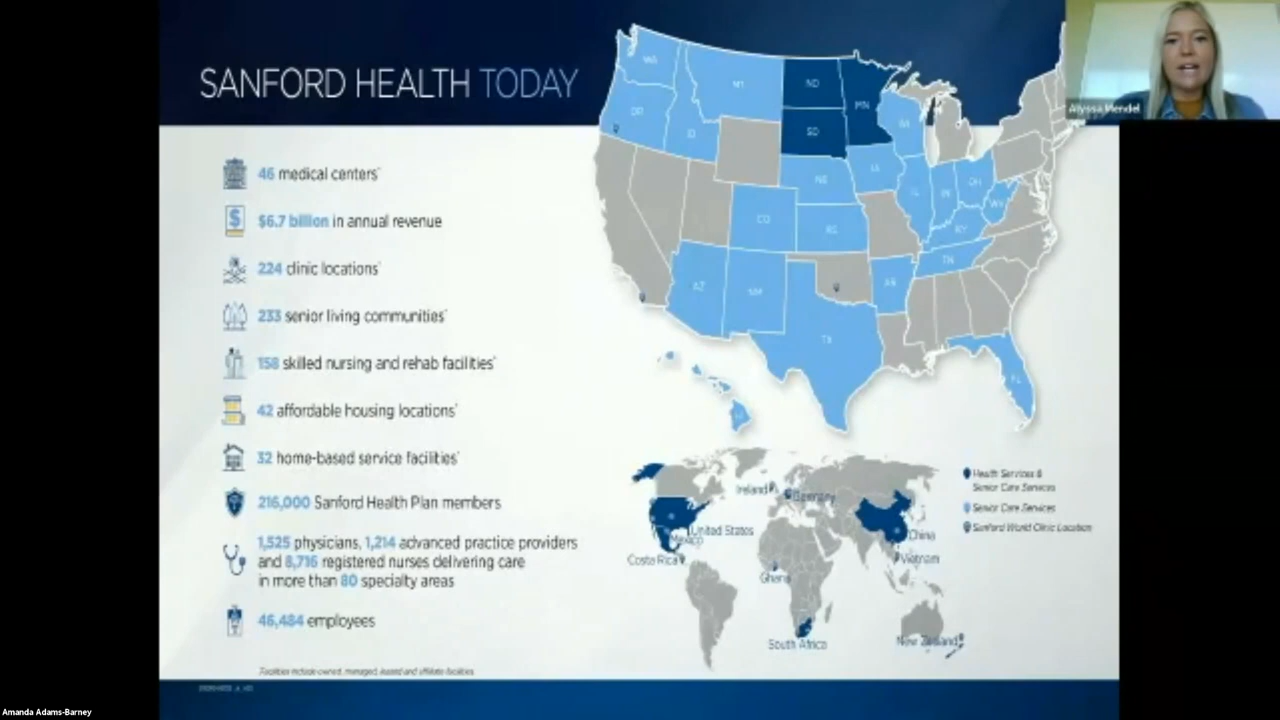 SANFORD HEALTH TODAY
Alyssa Mendel
46 medical centers*
$6.7 billion in annual revenue
224 clinic locations*
233 senior living communities*
158 skilled nursing and rehab facilities*
42 affordable housing locations*
32 home-based service facilities*
216,000 Sanford Health Plan members
1,525 physicians, 1,214 advanced practice providers
and 8,716 registered nurses delivering care
in more than 80 specialty areas
46,484 employees
*Facilities include owned, managed, leased and affiliate facilities.
WA
MT
ND
MN
OR
ID
SD
WI
NE
IA
IL
IN
OH
WV
CO
KS
KY
TN
AZ
NM
AR
TX
FL
Ireland
Germany
United States
Mexico
Costa Rica
China
Vietnam
Ghana
South Africa
New Zealand
Health Services &
Senior Care Services
Senior Care Services
Sanford World Clinic Location
Amanda Adams-Barney